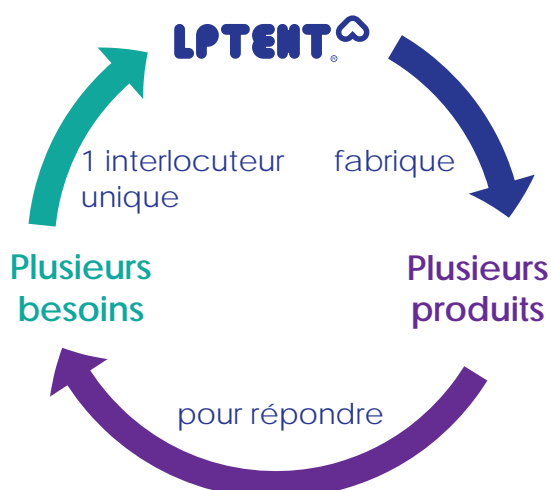 LPTENT®
1 interlocuteur
unique
fabrique
Plusieurs
besoins
Plusieurs
produits
pour répondre